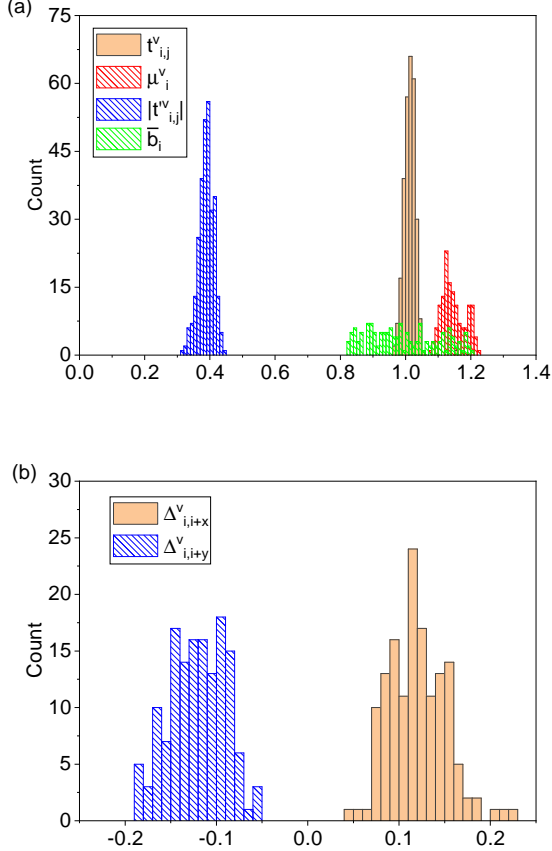 (a)
75
60
45
30
15
0
Count
t^v_{i,j}
μ^v_i
|t'^v_{i,j}|
b̅_i
0.0 0.2 0.4 0.6 0.8 1.0 1.2 1.4
(b)
30
25
20
15
10
5
0
Count
Δ^v_{i,i+x}
Δ^v_{i,i+y}
-0.2 -0.1 0.0 0.1 0.2